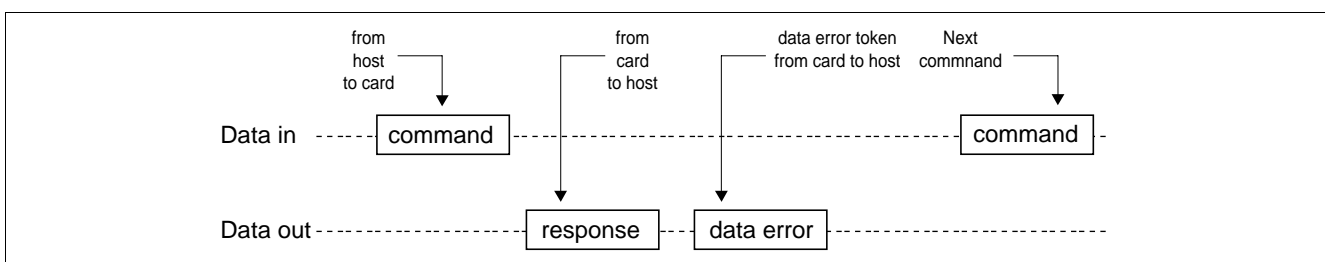 from
host
to card
from
card
to host
data error token
from card to host
Next
commnand
Data in
command
command
Data out
response
data error